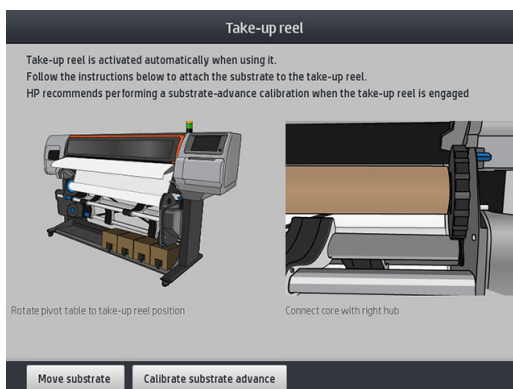 Take-up reel
Take-up reel is activated automatically when using it.
Follow the instructions below to attach the substrate to the take-up reel.
HP recommends performing a substrate-advance calibration when the take-up reel is engaged
Rotate pivot table to take-up reel position
Connect core with right hub
Move substrate
Calibrate substrate advance